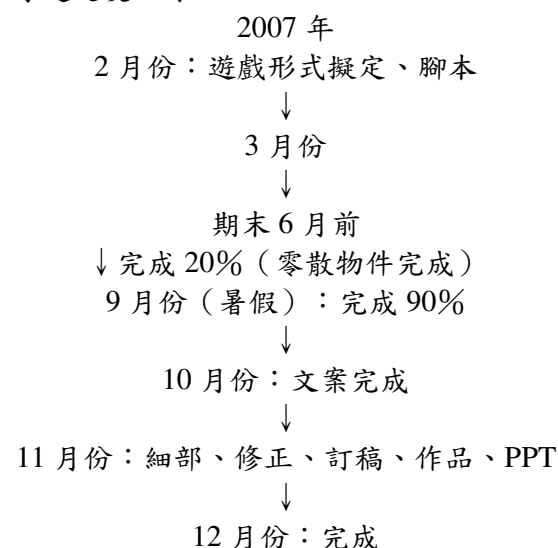 2007 年
2 月份：遊戲形式擬定、腳本
↓
3 月份
↓
期末 6 月前
↓完成 20%（零散物件完成）
9 月份（暑假）：完成 90%
↓
10 月份：文案完成
↓
11 月份：細部、修正、訂稿、作品、PPT
↓
12 月份：完成